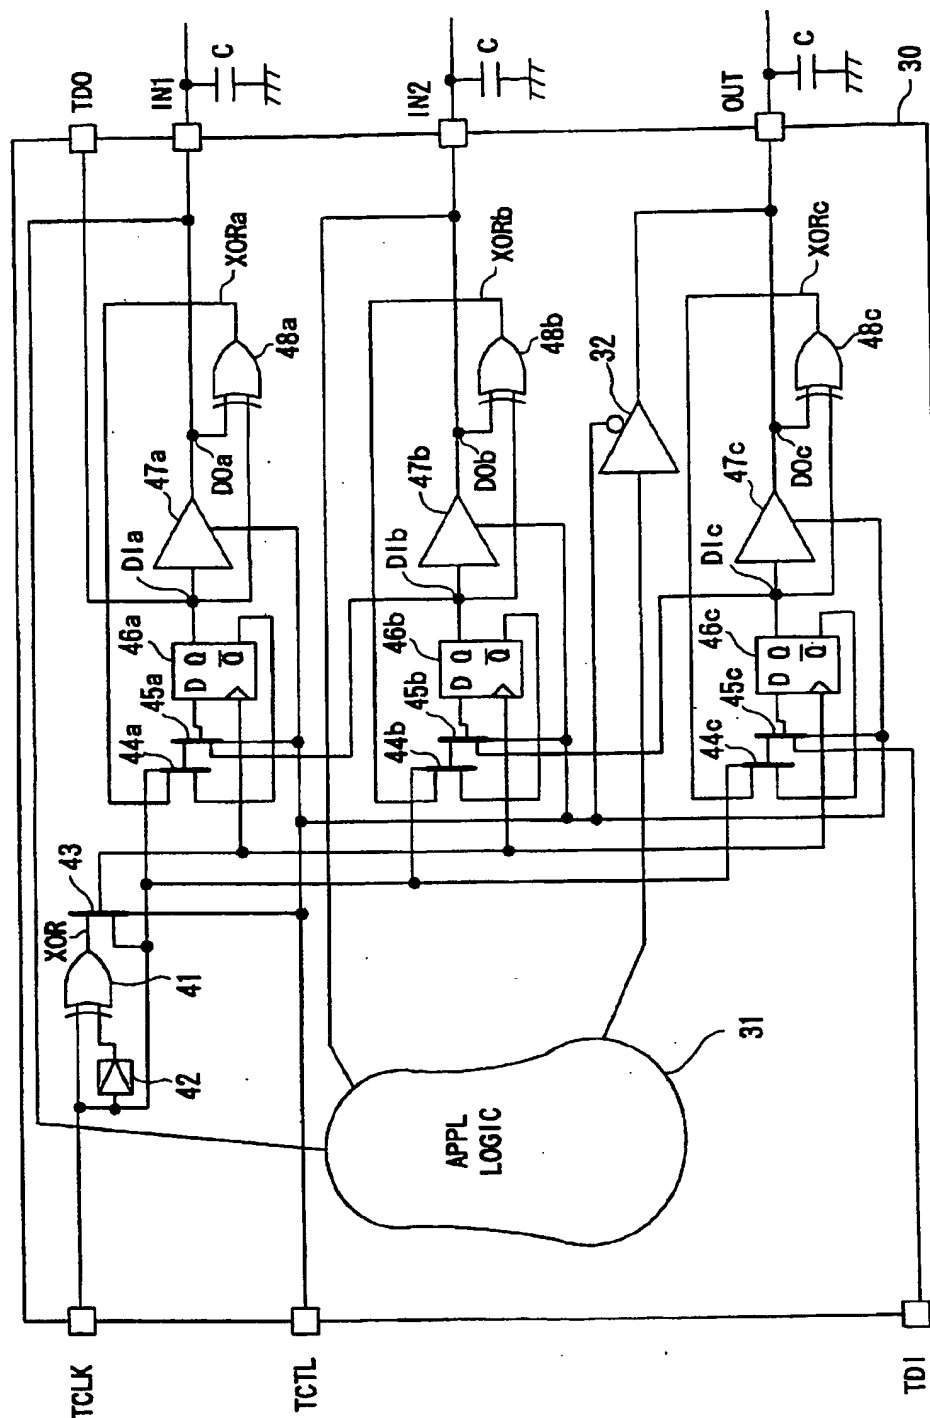 TCLK
TCTL
TDI
TDO
IN1
IN2
OUT
C
C
C
30
XOR
41
42
43
44a
45a
46a
D Q
Q
DIa
47a
DOa
48a
XORa
44b
45b
46b
D Q
Q
DIb
47b
DOb
48b
XORb
32
44c
45c
46c
D Q
Q
DIc
47c
DOc
48c
XORc
APPL
LOGIC
31